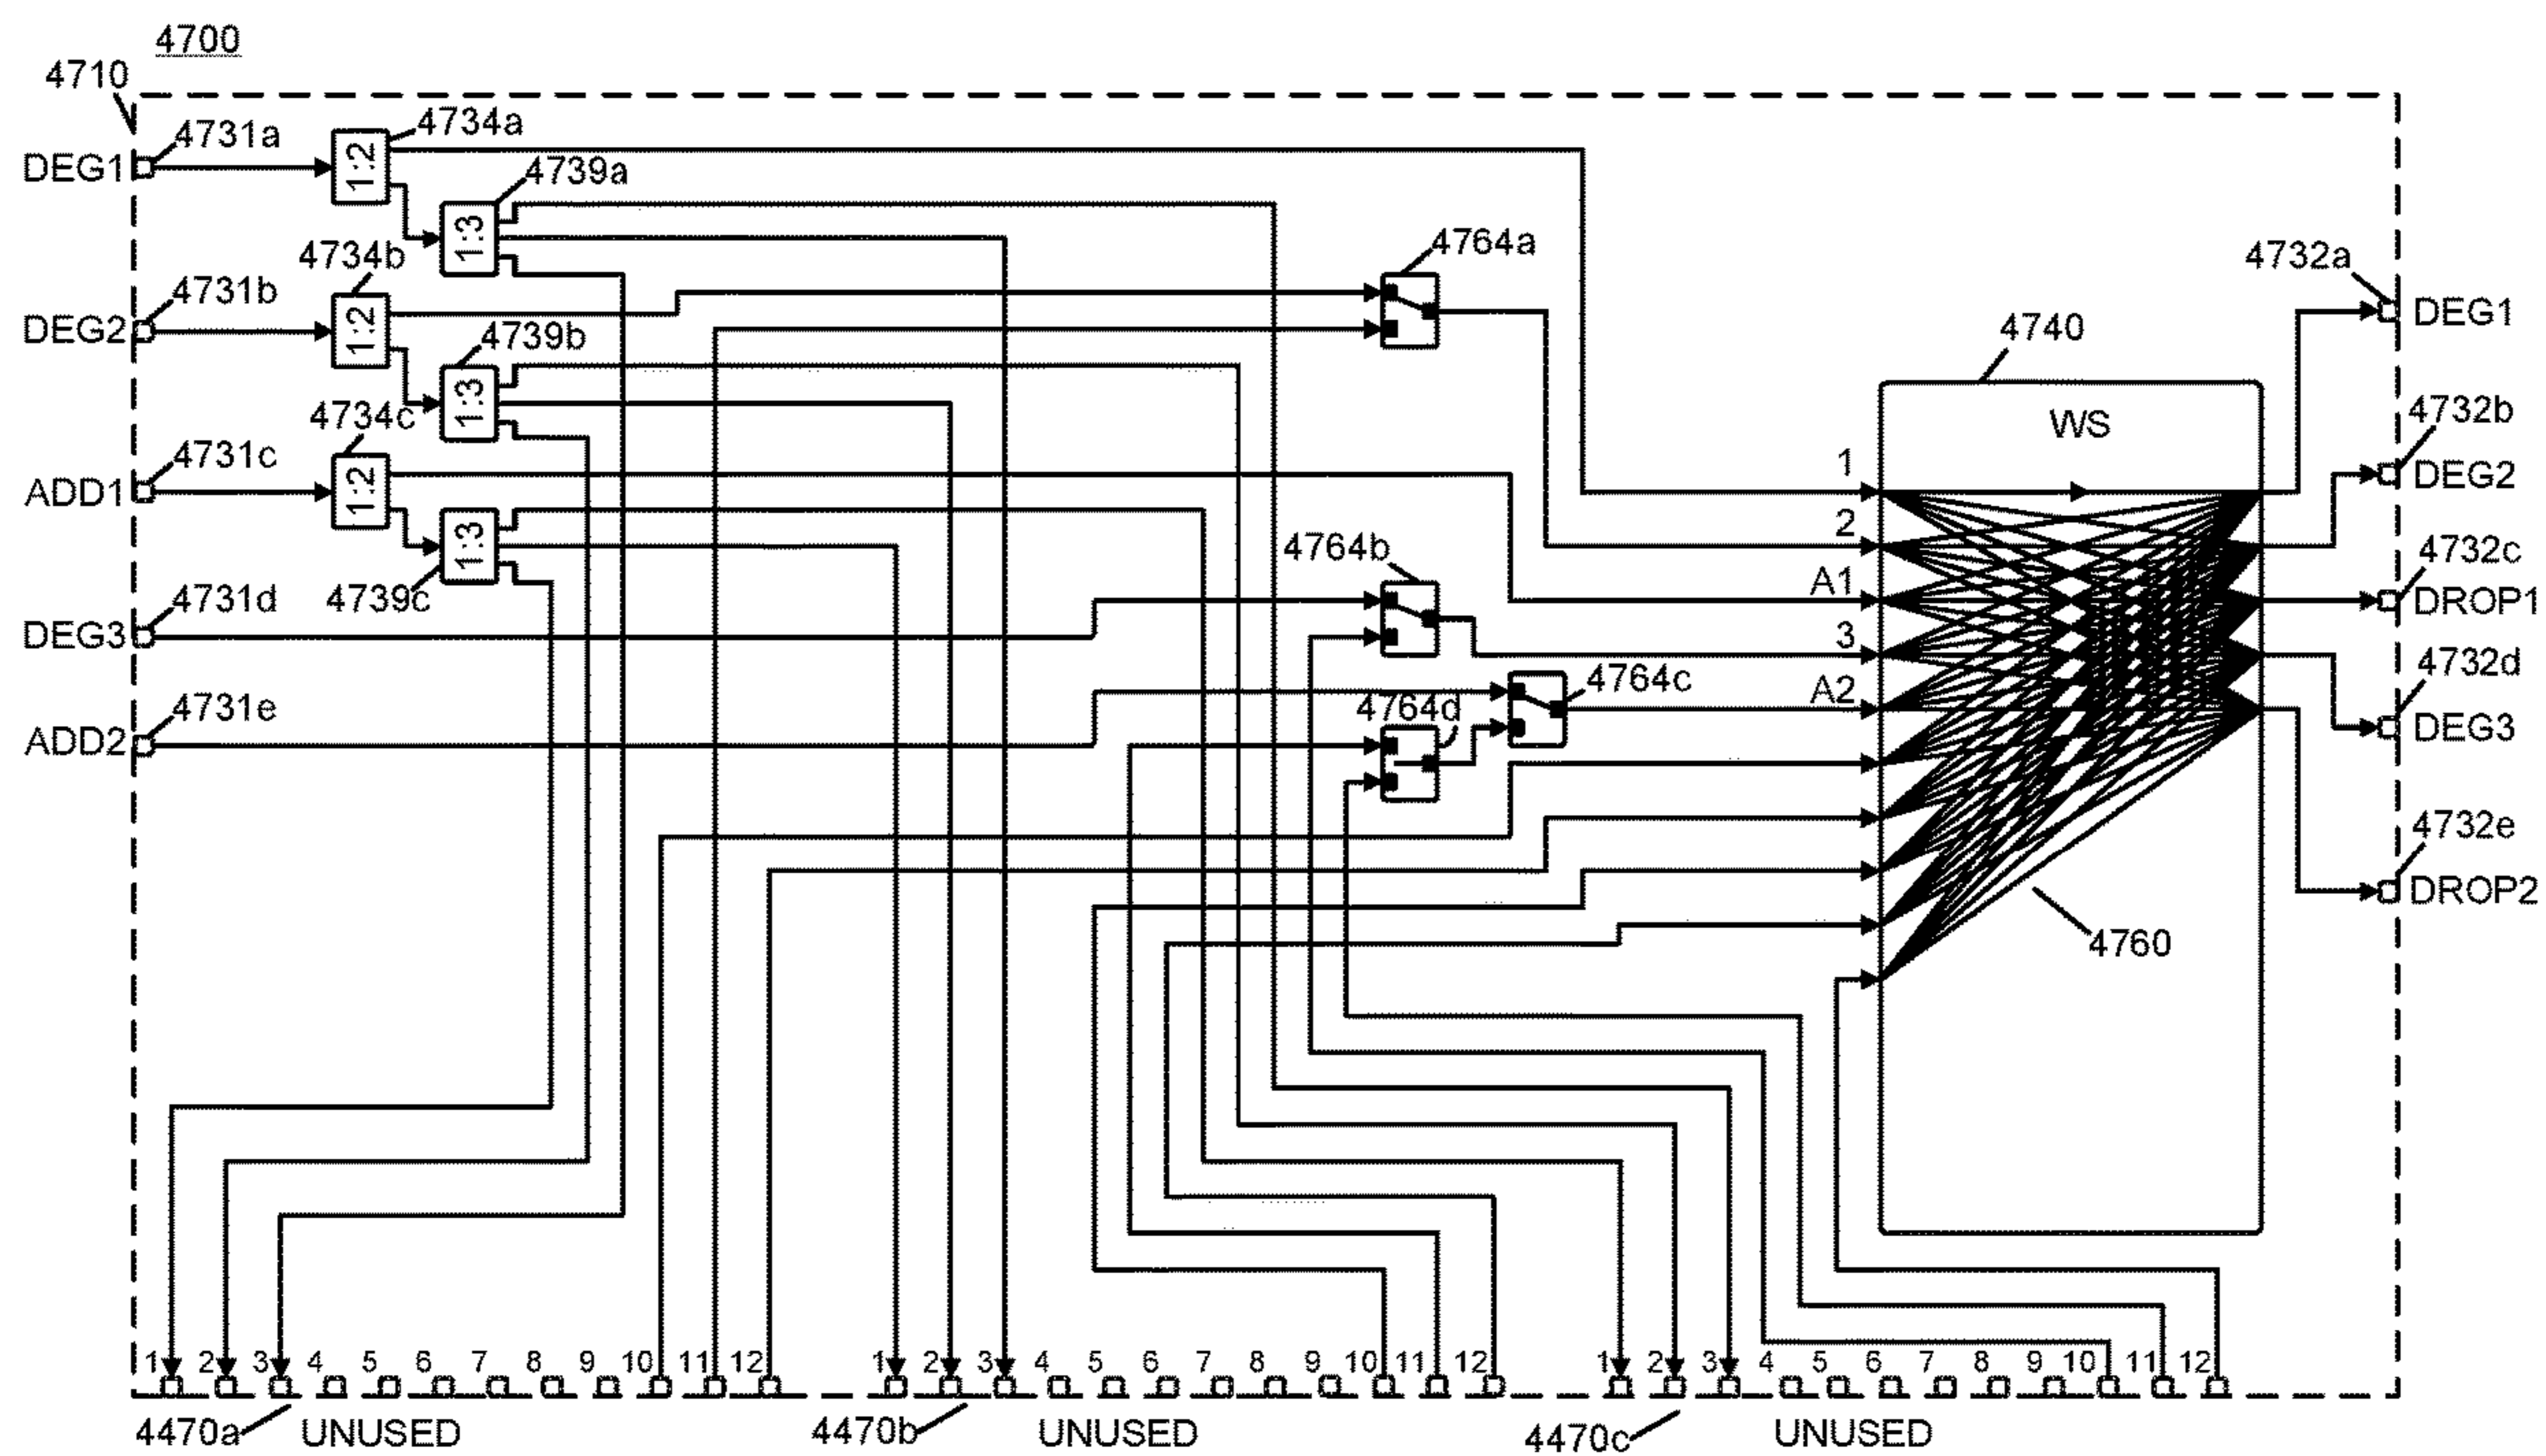 4700
4710
4731a
4734a
DEG1
1:2
4739a
1:3
4734b
4764a
4732a
4731b
DEG2
1:2
4739b
DEG1
4740
1:3
4734c
WS
4732b
4731c
ADD1
1:2
1
DEG2
1:3
2
4764b
4732c
4739c
A1
DROP1
4731d
DEG3
3
4732d
4764c
A2
4731e
4764d
DEG3
ADD2
4732e
DROP2
4760
1 2 3 4 5 6 7 8 9 10 11 12 1 2 3 4 5 6 7 8 9 10 11 12 1 2 3 4 5 6 7 8 9 10 11 12
4470a UNUSED 4470b UNUSED 4470c UNUSED